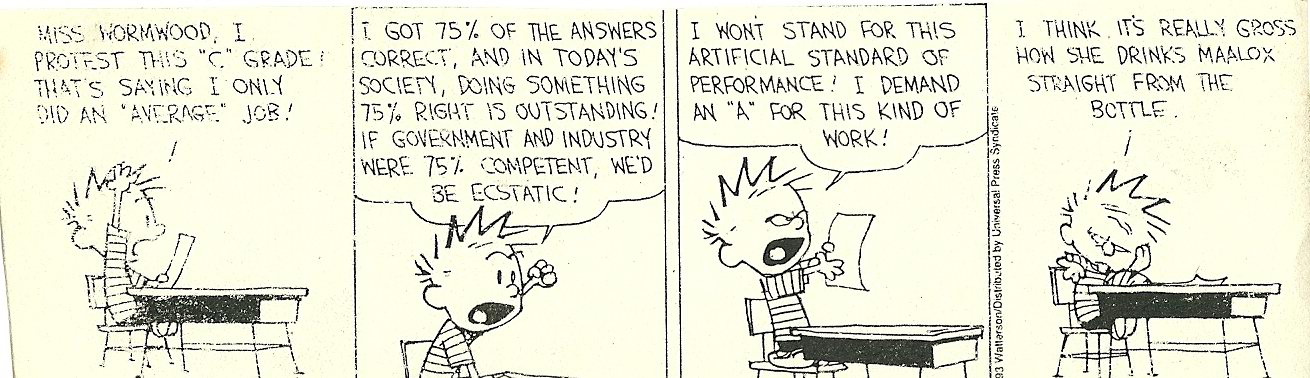 MISS WORMWOOD, I
PROTEST THIS "C" GRADE!
THAT'S SAYING I ONLY
DID AN "AVERAGE" JOB!
I GOT 75% OF THE ANSWERS
CORRECT, AND IN TODAY'S
SOCIETY, DOING SOMETHING
75% RIGHT IS OUTSTANDING!
IF GOVERNMENT AND INDUSTRY
WERE 75% COMPETENT, WE'D
BE ECSTATIC!
I WON'T STAND FOR THIS
ARTIFICIAL STANDARD OF
PERFORMANCE! I DEMAND
AN "A" FOR THIS KIND OF
WORK!
93 Watterson/Distributed by Universal Press Syndicate
I THINK IT'S REALLY GROSS
HOW SHE DRINKS MAALOX
STRAIGHT FROM THE
BOTTLE.